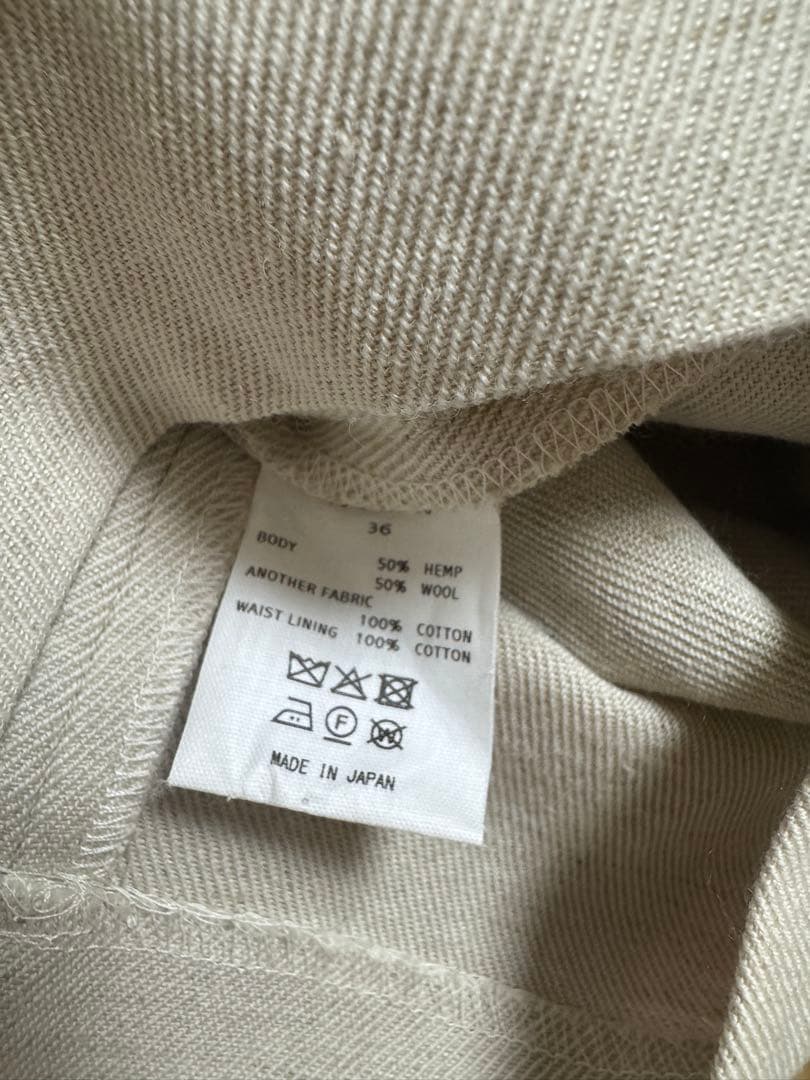 36
BODY
50% HEMP
50% WOOL
ANOTHER FABRIC
100% COTTON
WAIST LINING
100% COTTON
F
W
MADE IN JAPAN